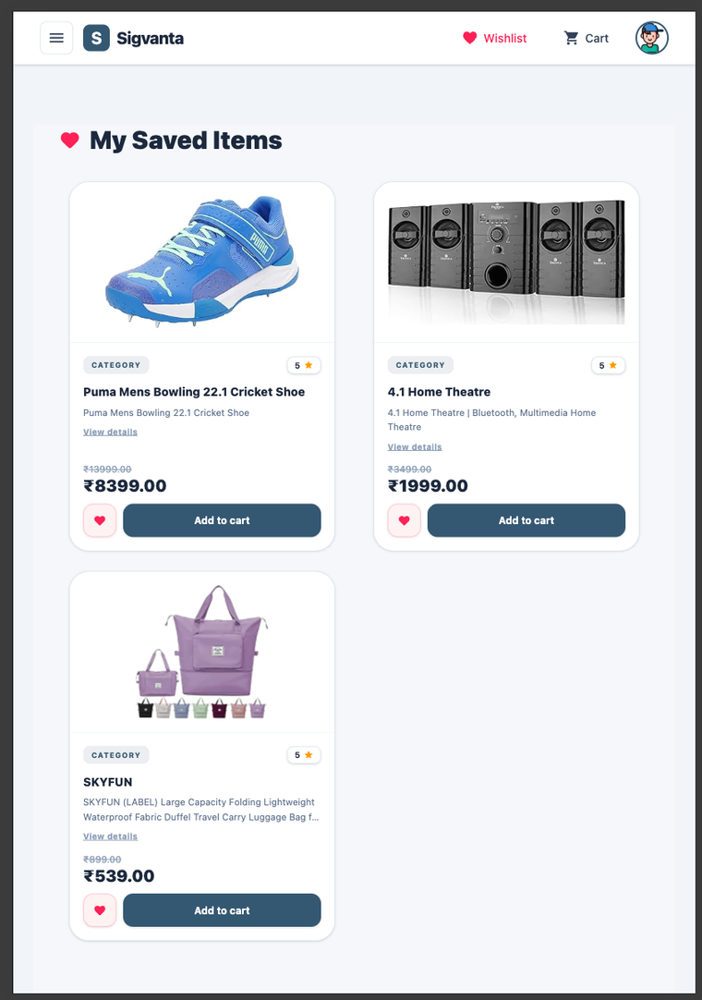 S Sigvanta
Wishlist
Cart
My Saved Items
PUMA
CATEGORY
5
Puma Mens Bowling 22.1 Cricket Shoe
Puma Mens Bowling 22.1 Cricket Shoe
View details
₹13999.00
₹8399.00
Add to cart
CATEGORY
5
4.1 Home Theatre
4.1 Home Theatre | Bluetooth, Multimedia Home
Theatre
View details
₹3499.00
₹1999.00
Add to cart
CATEGORY
5
SKYFUN
SKYFUN (LABEL) Large Capacity Folding Lightweight
Waterproof Fabric Duffel Travel Carry Luggage Bag f...
View details
₹899.00
₹539.00
Add to cart